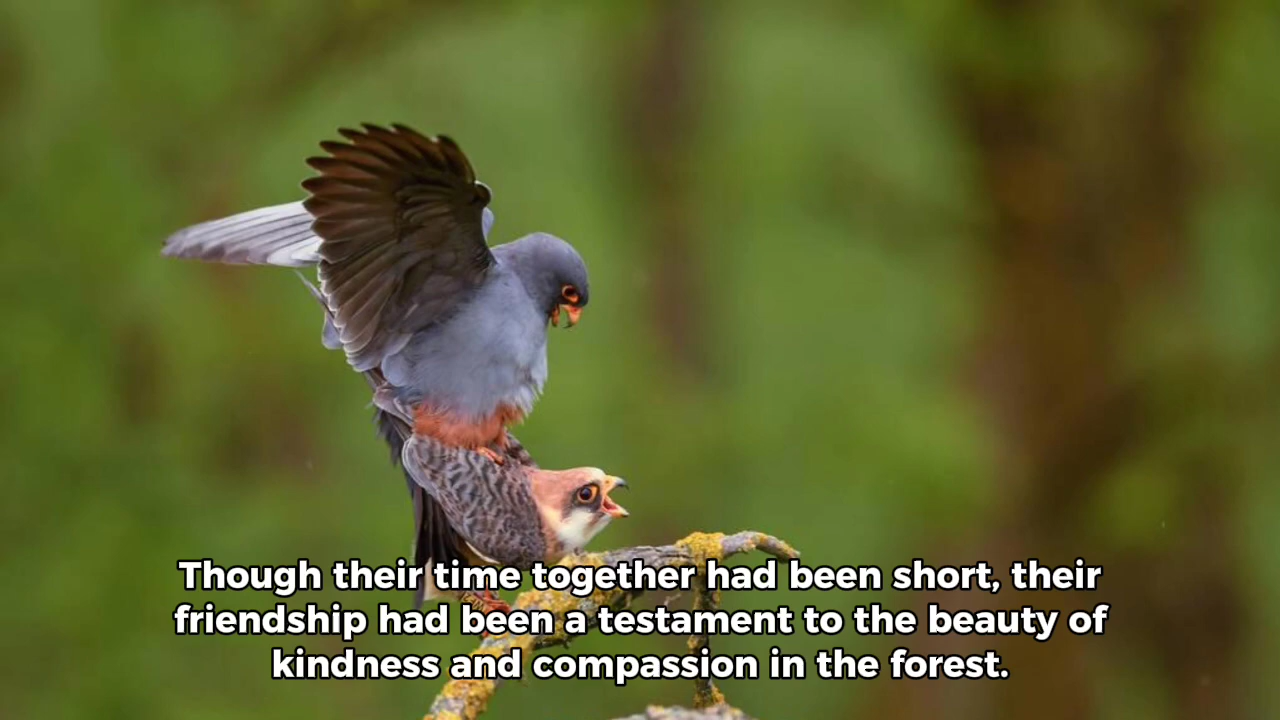 Though their time together had been short, their
friendship had been a testament to the beauty of
kindness and compassion in the forest.